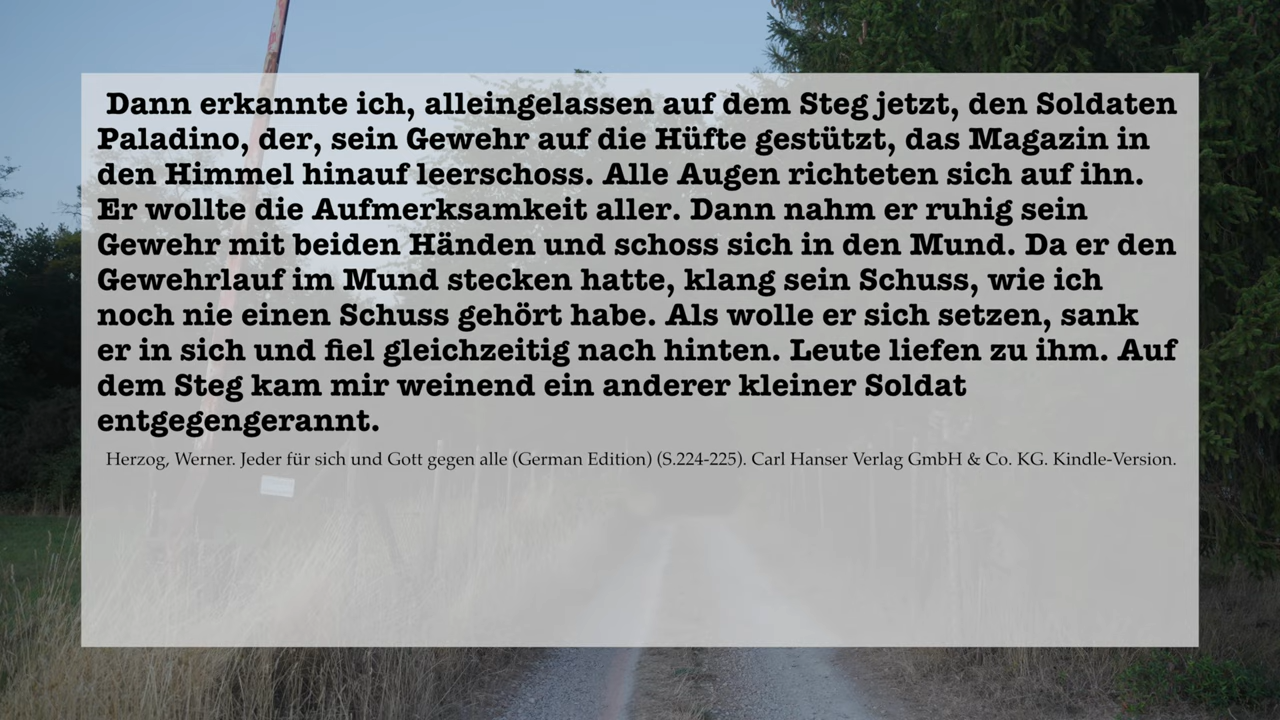 Dann erkannte ich, alleingelassen auf dem Steg jetzt, den Soldaten
Paladino, der, sein Gewehr auf die Hüfte gestützt, das Magazin in
den Himmel hinauf leerschoss. Alle Augen richteten sich auf ihn.
Er wollte die Aufmerksamkeit aller. Dann nahm er ruhig sein
Gewehr mit beiden Händen und schoss sich in den Mund. Da er den
Gewehrlauf im Mund stecken hatte, klang sein Schuss, wie ich
noch nie einen Schuss gehört habe. Als wolle er sich setzen, sank
er in sich und fiel gleichzeitig nach hinten. Leute liefen zu ihm. Auf
dem Steg kam mir weinend ein anderer kleiner Soldat
entgegengerannt.
Herzog, Werner. Jeder für sich und Gott gegen alle (German Edition) (S.224-225). Carl Hanser Verlag GmbH & Co. KG. Kindle-Version.